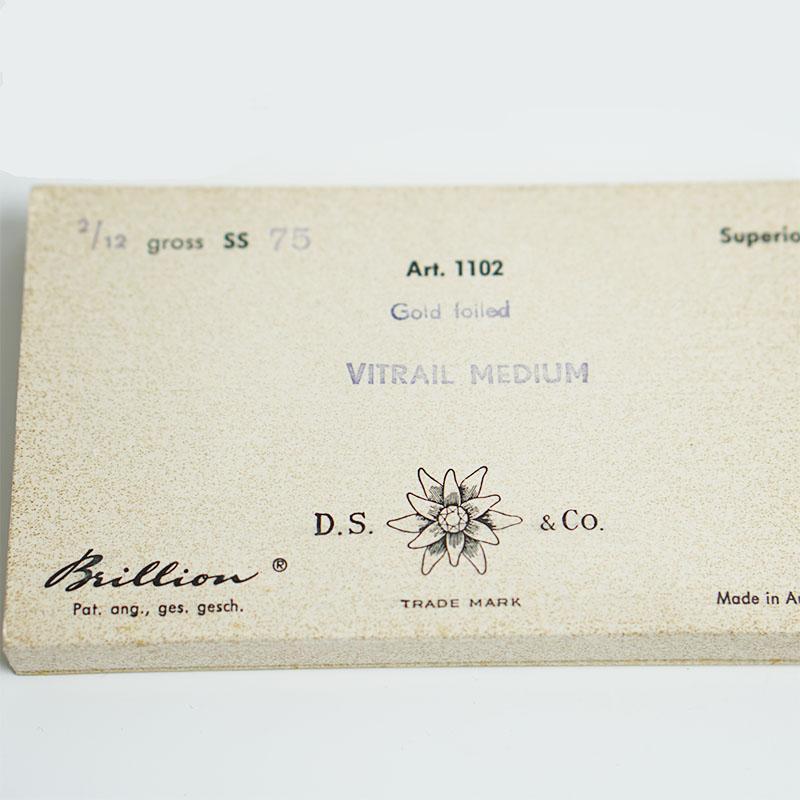 2/12 gross SS 75
Superio
Art. 1102
Gold foiled
VITRAIL MEDIUM
D.S. & Co.
Brillion ®
Pat. ang., ges. gesch.
TRADE MARK
Made in Au